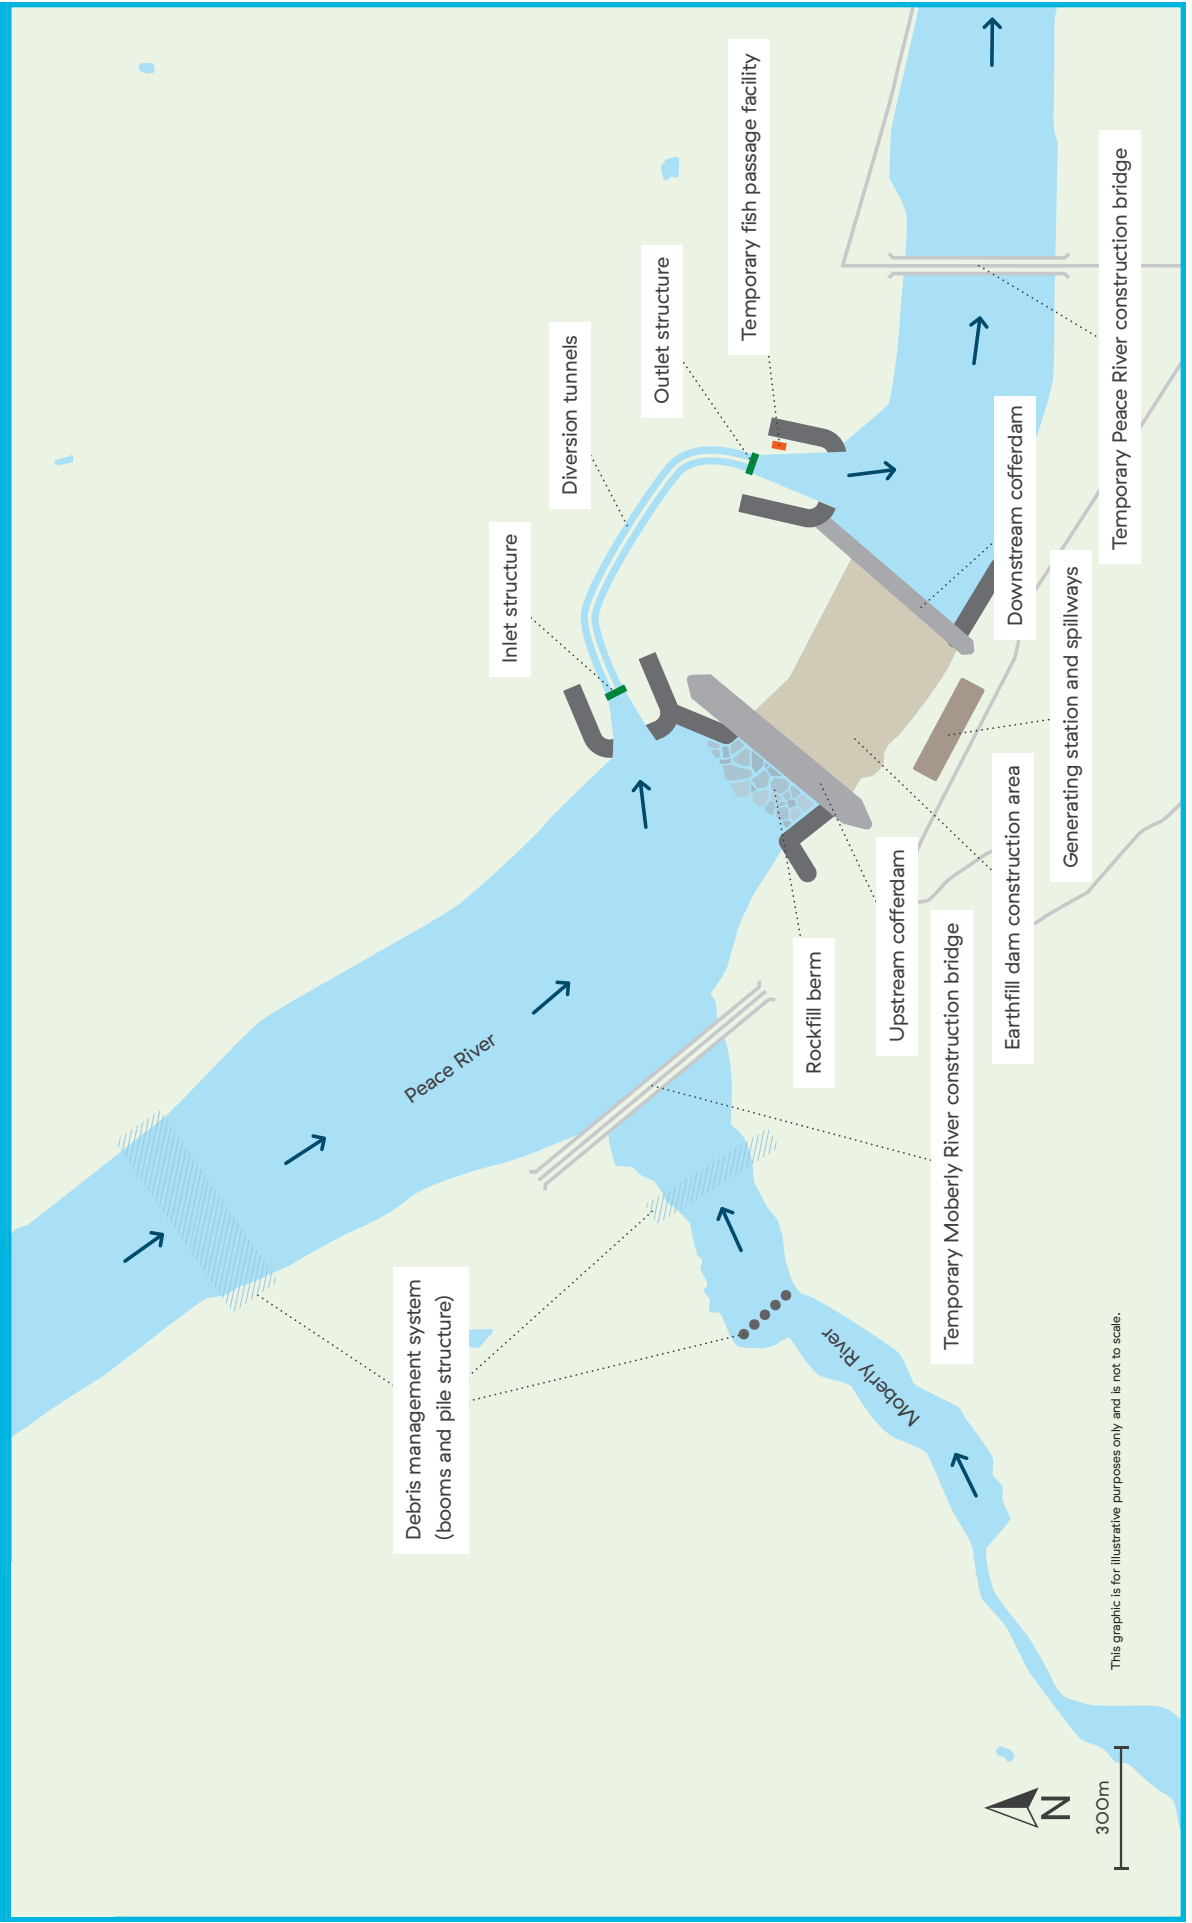 Temporary fish passage facility
Outlet structure
Diversion tunnels
Inlet structure
Temporary Peace River construction bridge
Downstream cofferdam
Generating station and spillways
Earthfill dam construction area
Upstream cofferdam
Rockfill berm
Temporary Moberly River construction bridge
Peace River
Debris management system
(booms and pile structure)
Moberly River
This graphic is for illustrative purposes only and is not to scale.
N
300m